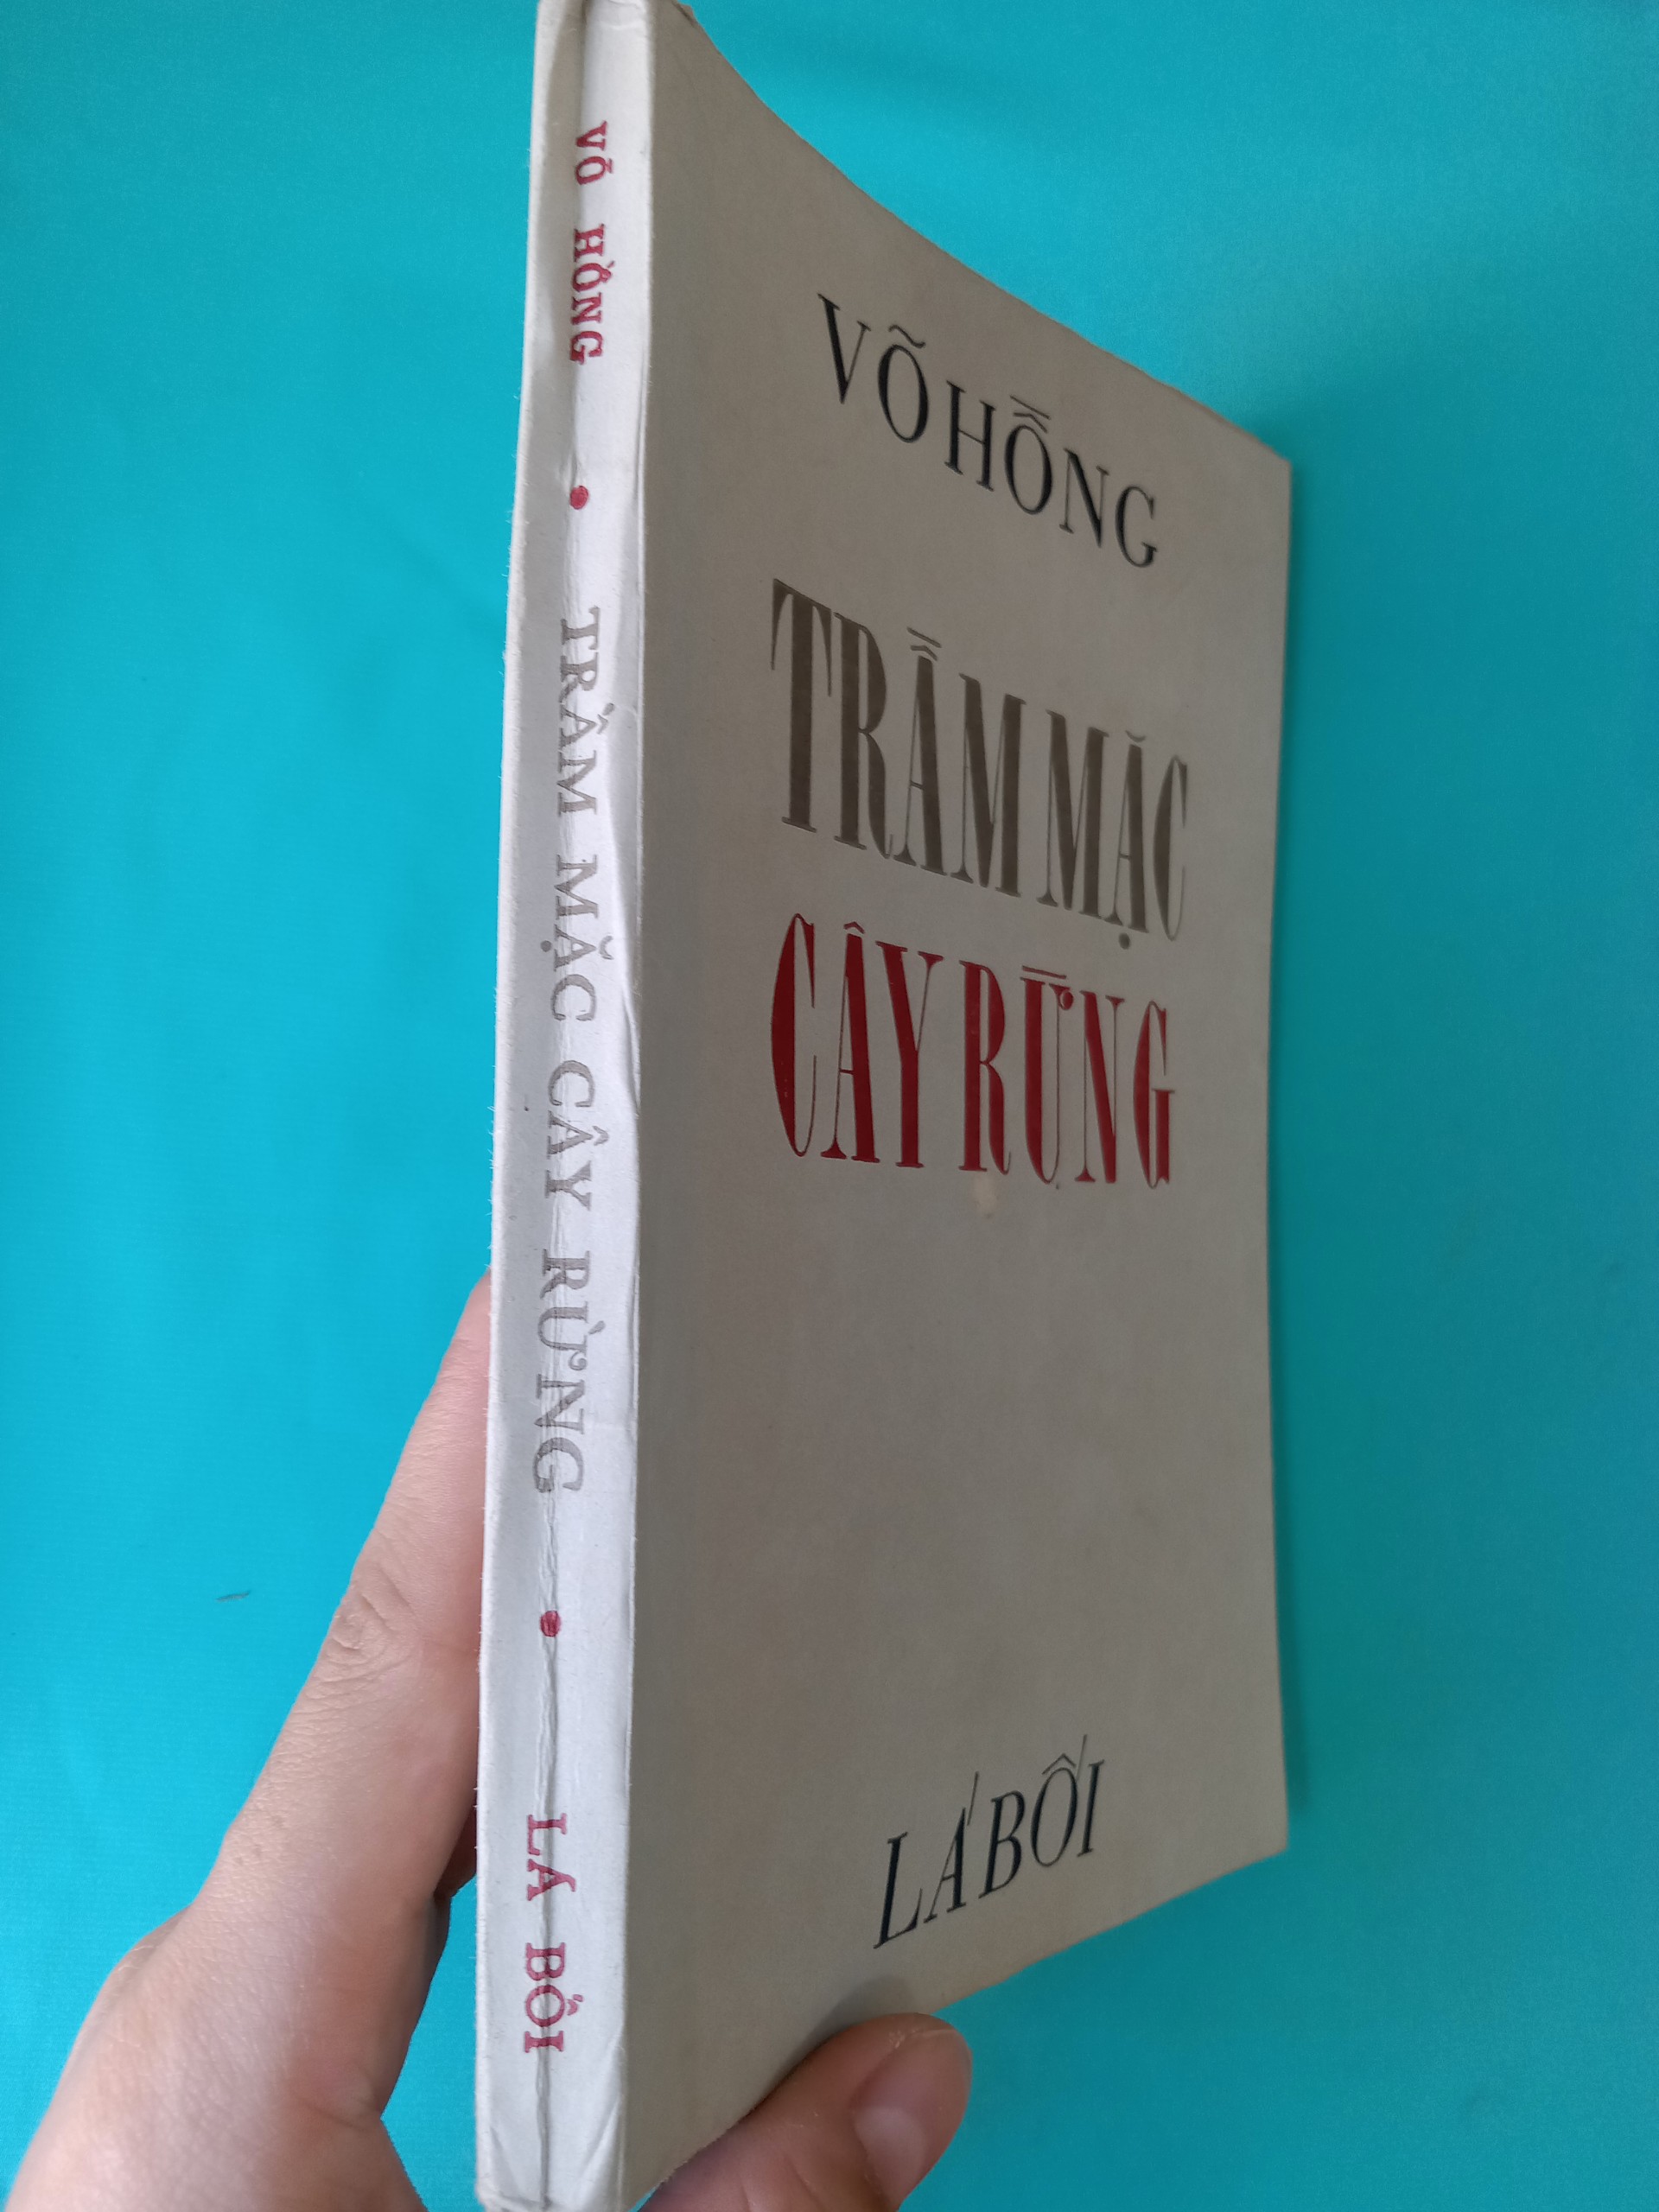 VÕ HỒNG • TRẦM MẶC CÂY RỪNG • LÁ BỐI
VÕ HỒNG
TRẦM MẶC
CÂY RỪNG
LÁ BỐI